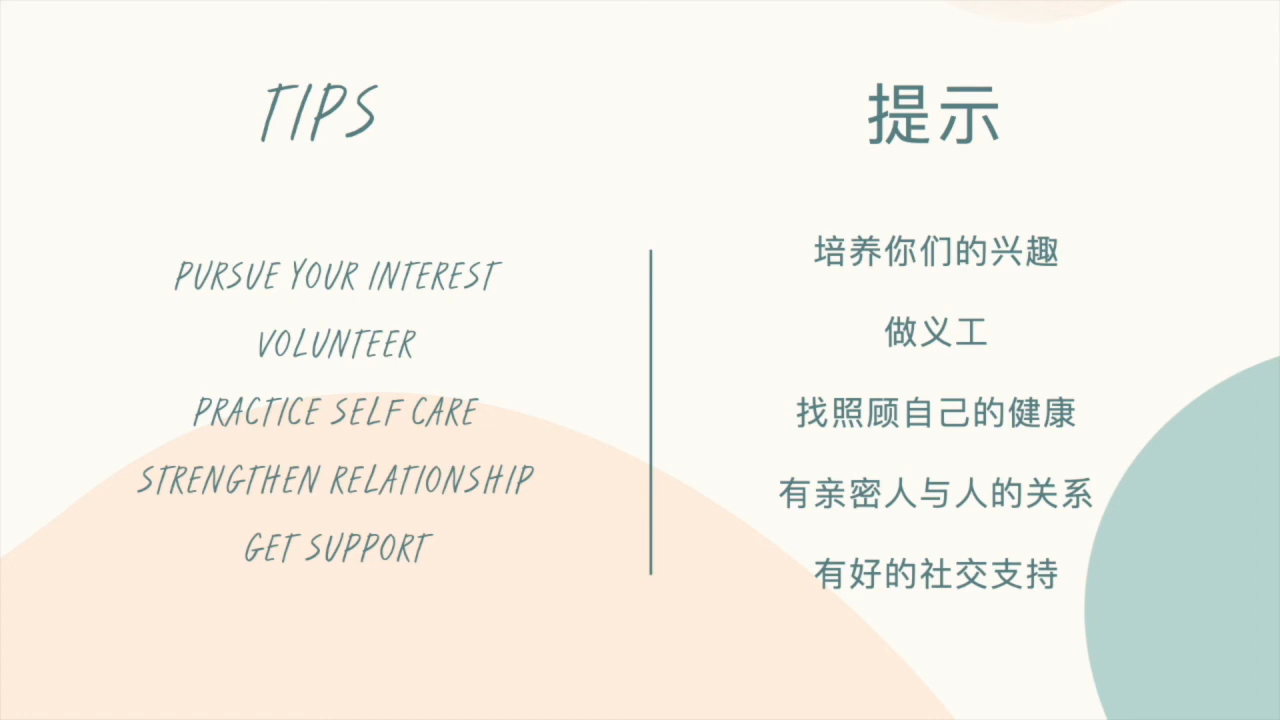 TIPS
PURSUE YOUR INTEREST
VOLUNTEER
PRACTICE SELF CARE
STRENGTHEN RELATIONSHIP
GET SUPPORT
提示
培养你们的兴趣
做义工
找照顾自己的健康
有亲密人与人的关系
有好的社交支持